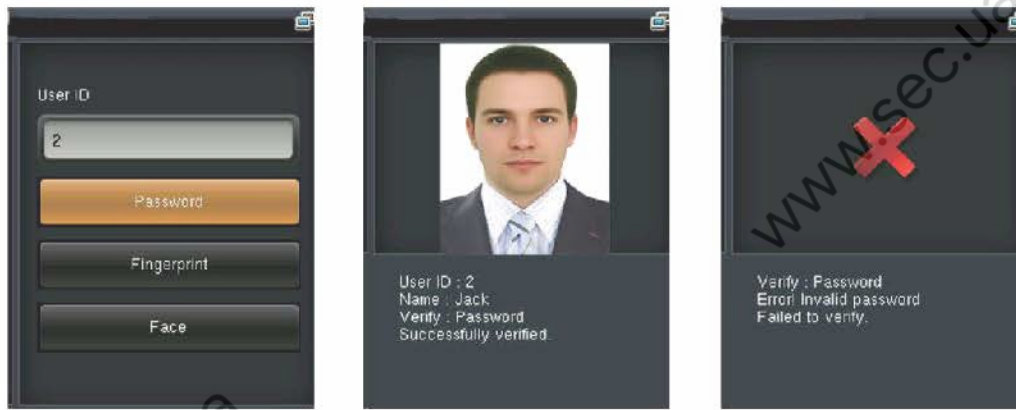 User ID
2
Password
Fingerprint
Face
User ID : 2
Name : Jack
Verify : Password
Successfully verified.
Verify : Password
Error! Invalid password
Failed to verify.
www.sec.ua